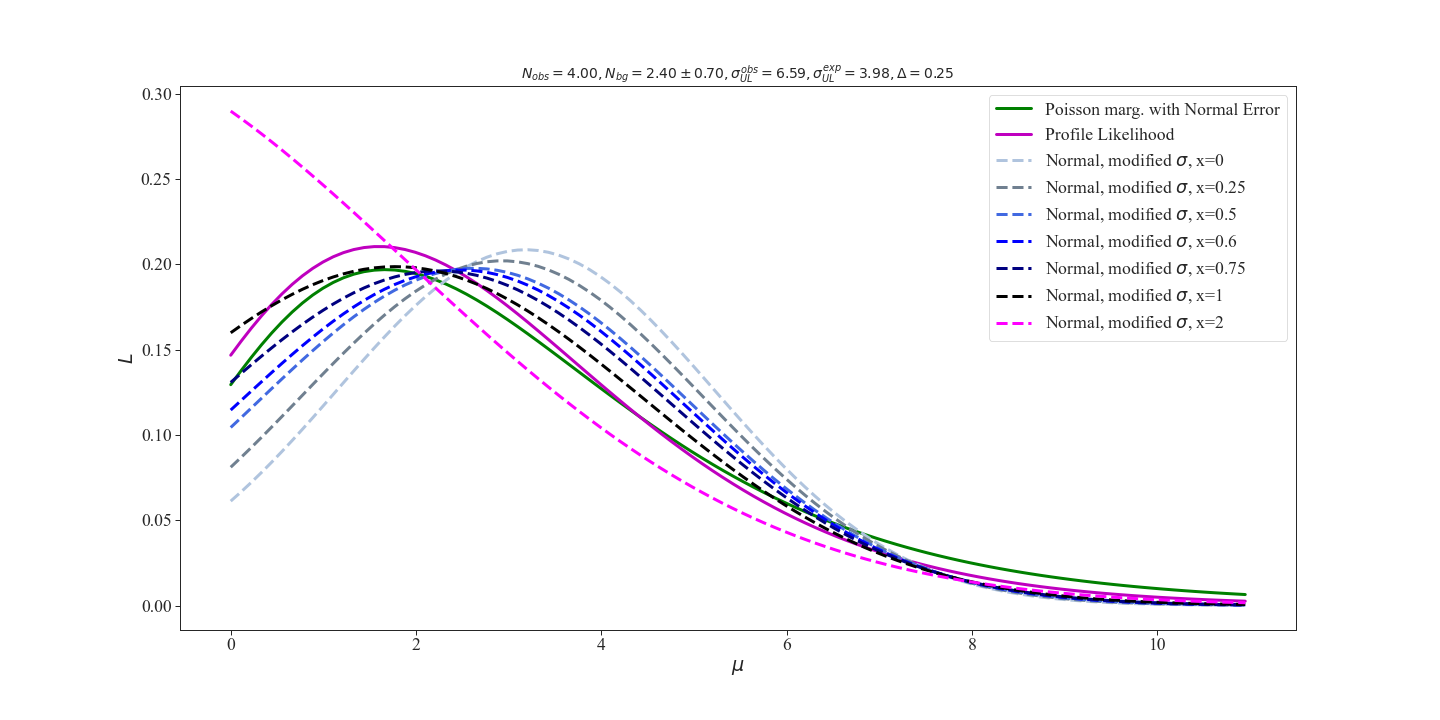 N_obs = 4.00, N_bg = 2.40 ± 0.70, σ_UL^obs = 6.59, σ_UL^exp = 3.98, Δ = 0.25
0.30
0.25
0.20
0.15
0.10
0.05
0.00
L
0 2 4 6 8 10
μ
Poisson marg. with Normal Error
Profile Likelihood
Normal, modified σ, x=0
Normal, modified σ, x=0.25
Normal, modified σ, x=0.5
Normal, modified σ, x=0.6
Normal, modified σ, x=0.75
Normal, modified σ, x=1
Normal, modified σ, x=2